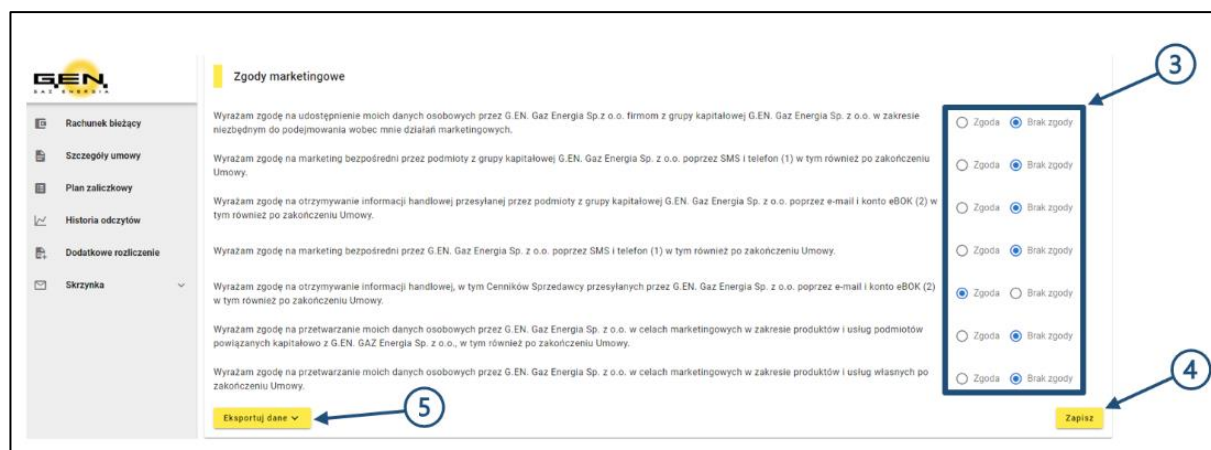 G.EN.
GAZ ENERGIA
Rachunek bieżący
Szczegóły umowy
Plan zaliczkowy
Historia odczytów
Dodatkowe rozliczenie
Skrzynka
Zgody marketingowe
3
Wyrażam zgodę na udostępnienie moich danych osobowych przez G.EN. Gaz Energia Sp.z o.o. firmom z grupy kapitałowej G.EN. Gaz Energia Sp. z o.o. w zakresie
niezbędnym do podejmowania wobec mnie działań marketingowych.
Zgoda Brak zgody
Wyrażam zgodę na marketing bezpośredni przez podmioty z grupy kapitałowej G.EN. Gaz Energia Sp. z o.o. poprzez SMS i telefon (1) w tym również po zakończeniu
Umowy.
Zgoda Brak zgody
Wyrażam zgodę na otrzymywanie informacji handlowej przesyłanej przez podmioty z grupy kapitałowej G.EN. Gaz Energia Sp. z o.o. poprzez e-mail i konto eBOK (2) w
tym również po zakończeniu Umowy.
Zgoda Brak zgody
Wyrażam zgodę na marketing bezpośredni przez G.EN. Gaz Energia Sp. z o.o. poprzez SMS i telefon (1) w tym również po zakończeniu Umowy.
Zgoda Brak zgody
Wyrażam zgodę na otrzymywanie informacji handlowej, w tym Cenników Sprzedawcy przesyłanych przez G.EN. Gaz Energia Sp. z o.o. poprzez e-mail i konto eBOK (2)
w tym również po zakończeniu Umowy.
Zgoda Brak zgody
Wyrażam zgodę na przetwarzanie moich danych osobowych przez G.EN. Gaz Energia Sp. z o.o. w celach marketingowych w zakresie produktów i usług podmiotów
powiązanych kapitałowo z G.EN. GAZ Energia Sp. z o.o., w tym również po zakończeniu Umowy.
Zgoda Brak zgody
Wyrażam zgodę na przetwarzanie moich danych osobowych przez G.EN. Gaz Energia Sp. z o.o. w celach marketingowych w zakresie produktów i usług własnych po
zakończeniu Umowy.
Zgoda Brak zgody
4
Eksportuj dane
5
Zapisz